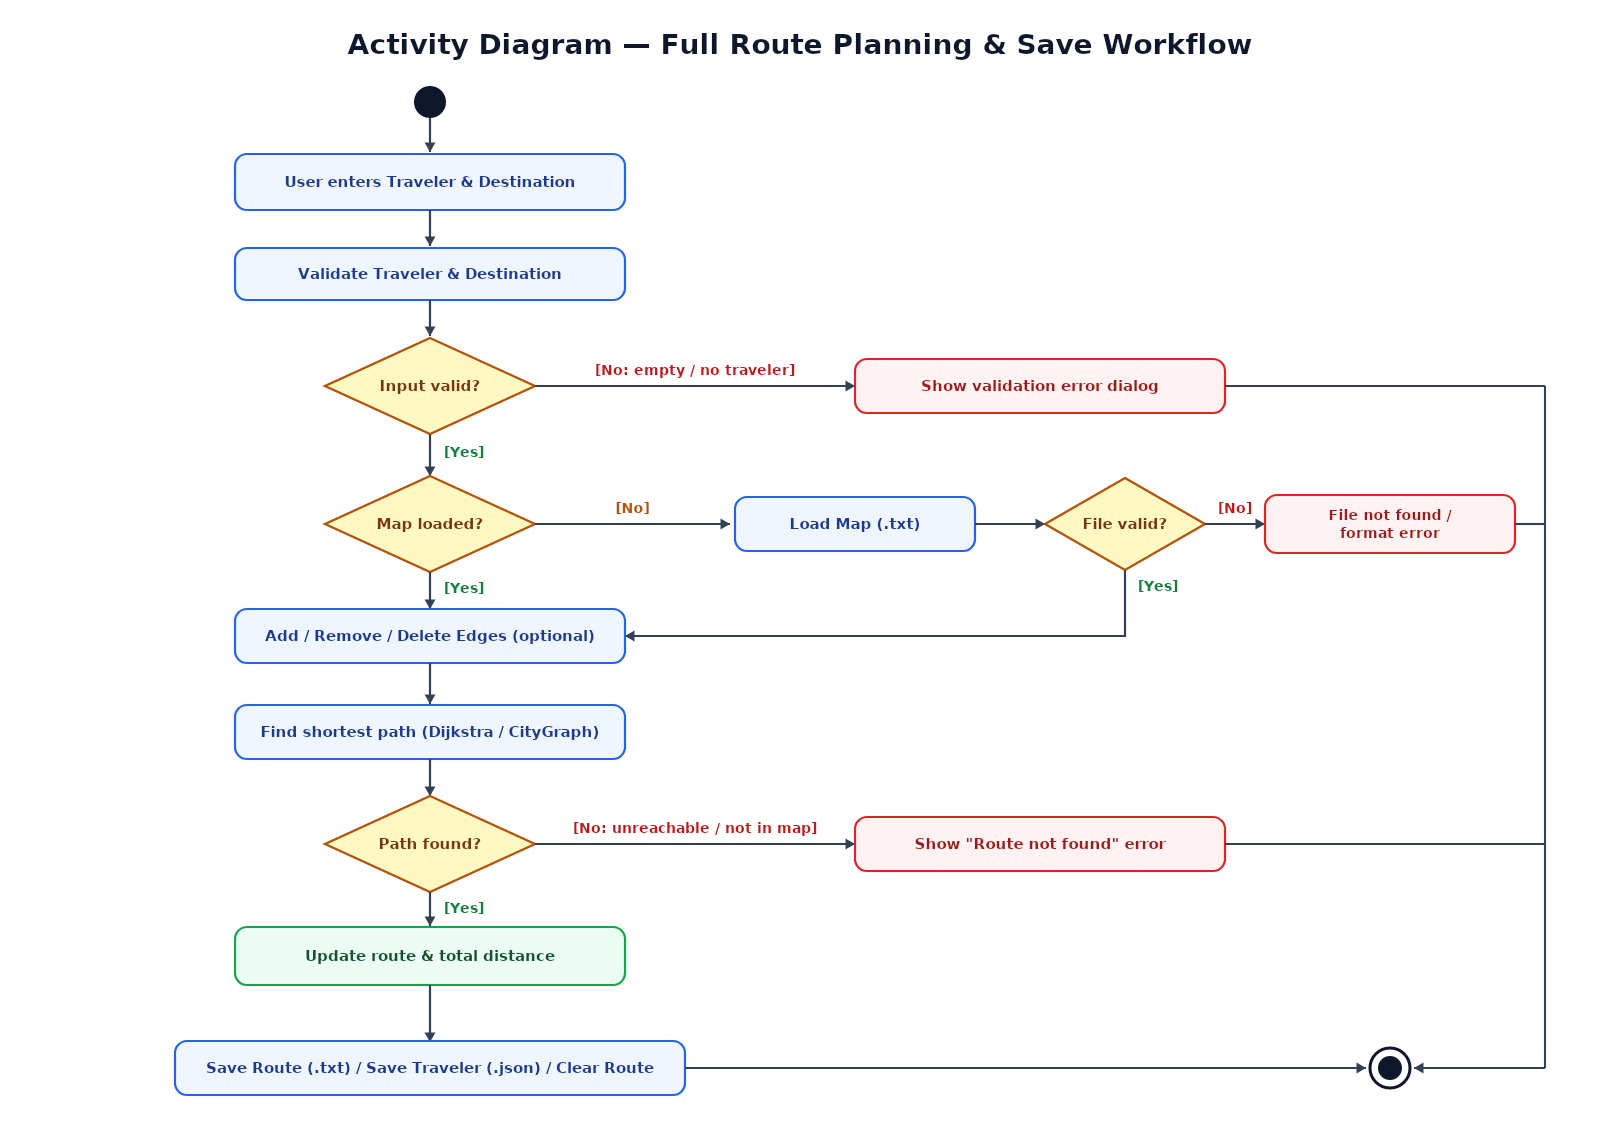 Activity Diagram — Full Route Planning & Save Workflow
User enters Traveler & Destination
Validate Traveler & Destination
Input valid?
[No: empty / no traveler]
Show validation error dialog
[Yes]
Map loaded?
[No]
Load Map (.txt)
File valid?
[No]
File not found /
format error
[Yes]
[Yes]
Add / Remove / Delete Edges (optional)
Find shortest path (Dijkstra / CityGraph)
Path found?
[No: unreachable / not in map]
Show "Route not found" error
[Yes]
Update route & total distance
Save Route (.txt) / Save Traveler (.json) / Clear Route